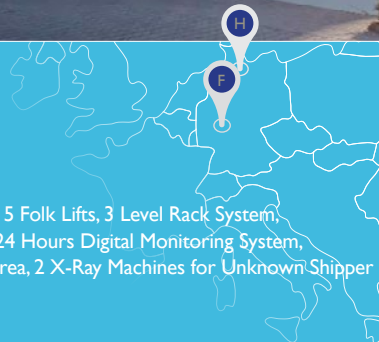 H
F
5 Folk Lifts, 3 Level Rack System,
24 Hours Digital Monitoring System,
rea, 2 X-Ray Machines for Unknown Shipper